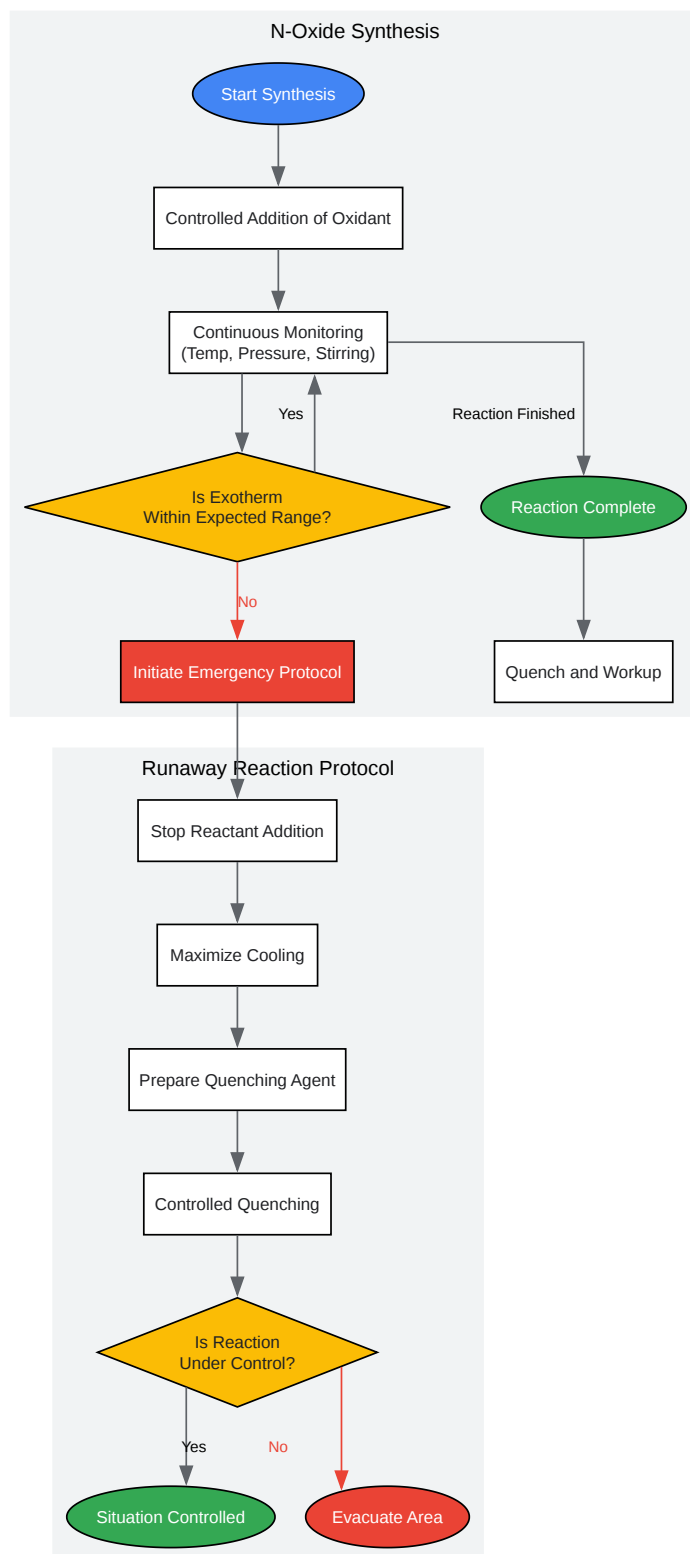 N-Oxide Synthesis
Start Synthesis
Controlled Addition of Oxidant
Continuous Monitoring
(Temp, Pressure, Stirring)
Yes
Reaction Finished
Is Exotherm
Within Expected Range?
Reaction Complete
No
Initiate Emergency Protocol
Quench and Workup
Runaway Reaction Protocol
Stop Reactant Addition
Maximize Cooling
Prepare Quenching Agent
Controlled Quenching
Is Reaction
Under Control?
Yes
No
Situation Controlled
Evacuate Area